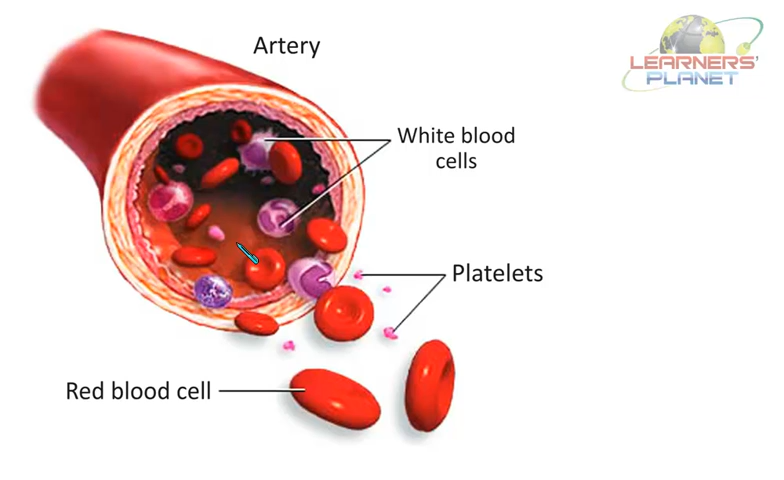 Artery
LEARNERS'
PLANET
White blood
cells
Platelets
Red blood cell